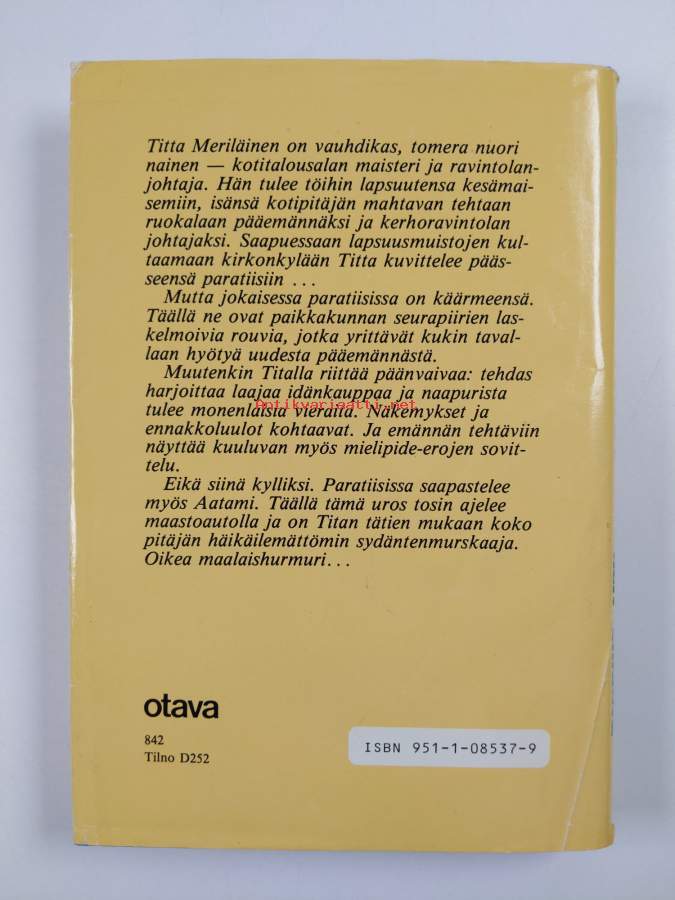 Titta Meriläinen on vauhdikas, tomera nuori
nainen — kotitalousalan maisteri ja ravintolan-
johtaja. Hän tulee töihin lapsuutensa kesämai-
semiin, isänsä kotipitäjän mahtavan tehtaan
ruokalaan pääemännäksi ja kerhoravintolan
johtajaksi. Saapuessaan lapsuusmuistojen kul-
taamaan kirkonkylään Titta kuvittelee pääs-
seensä paratiisiin ...
Mutta jokaisessa paratiisissa on käärmeensä.
Täällä ne ovat paikkakunnan seurapiirien las-
kelmoivia rouvia, jotka yrittävät kukin taval-
laan hyötyä uudesta pääemännästä.
Muutenkin Titalla riittää päänvaivaa: tehdas
harjoittaa laajaa idänkauppaa ja naapurista
tulee monenlaisia vieraita. Näkemykset ja
Antikvariaatti.net
ennakkoluulot kohtaavat. Ja emännän tehtäviin
näyttää kuuluvan myös mielipide-erojen sovit-
telu.
Eikä siinä kylliksi. Paratiisissa saapastelee
myös Aatami. Täällä tämä uros tosin ajelee
maastoautolla ja on Titan tätien mukaan koko
pitäjän häikäilemättömin sydäntenmurskaaja.
Oikea maalaishurmuri...
otava
842
Tilno D252
ISBN 951-1-08537-9